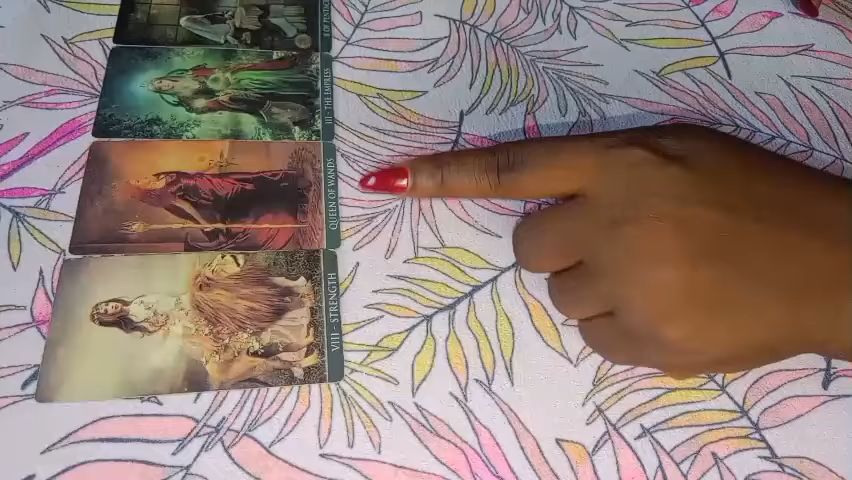 III - THE EMPRESS
QUEEN OF WANDS
VIII - STRENGTH